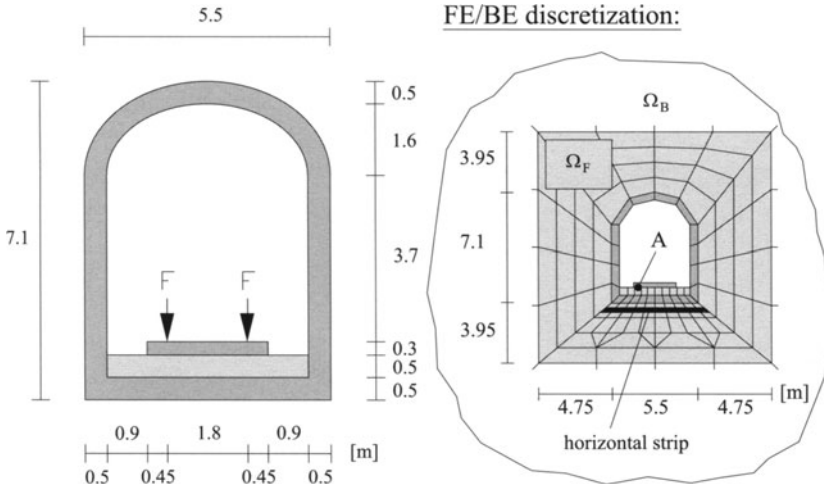 5.5
FE/BE discretization:
7.1
0.5
1.6
3.7
0.3
0.5
0.5
F F
0.9 1.8 0.9 [m]
0.5 0.45 0.45 0.5
Ω_B
Ω_F
A
3.95
7.1
3.95
4.75 5.5 4.75 [m]
horizontal strip